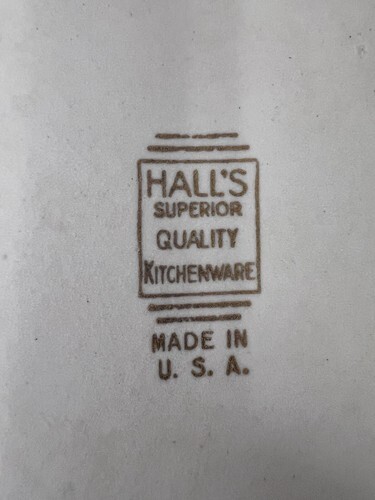 HALL'S
SUPERIOR
QUALITY
KITCHENWARE
MADE IN
U. S. A.